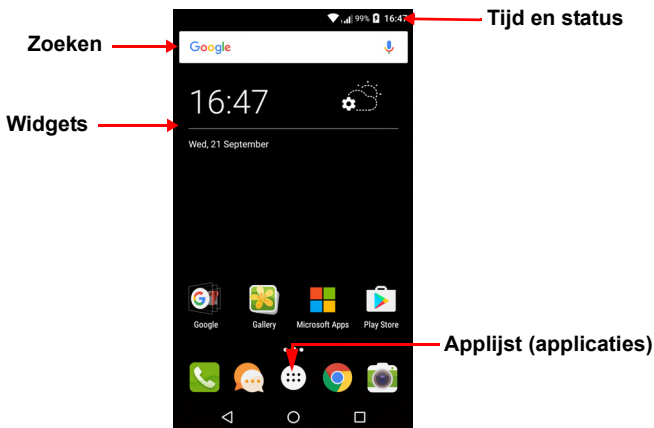 99% 16:47
Tijd en status
Zoeken
Google
16:47
Widgets
Wed, 21 September
Google Gallery Microsoft Apps Play Store
Applijst (applicaties)